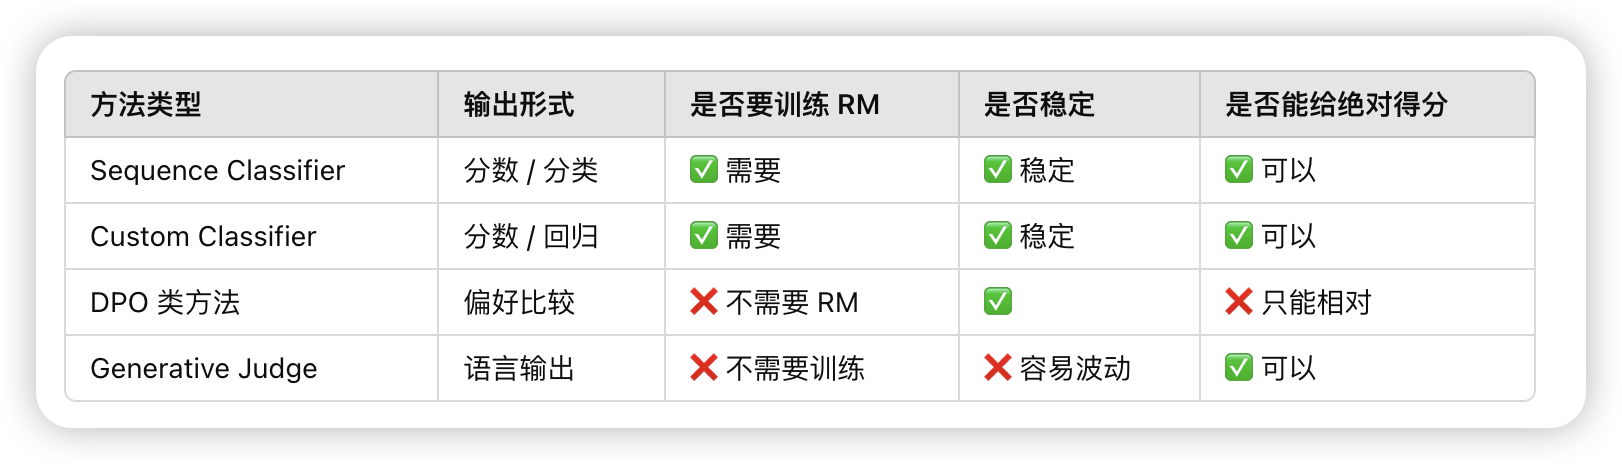 方法类型 输出形式 是否要训练 RM 是否稳定 是否能给绝对得分
Sequence Classifier 分数 / 分类 ✅ 需要 ✅ 稳定 ✅ 可以
Custom Classifier 分数 / 回归 ✅ 需要 ✅ 稳定 ✅ 可以
DPO 类方法 偏好比较 ❌ 不需要 RM ✅ ❌ 只能相对
Generative Judge 语言输出 ❌ 不需要训练 ❌ 容易波动 ✅ 可以